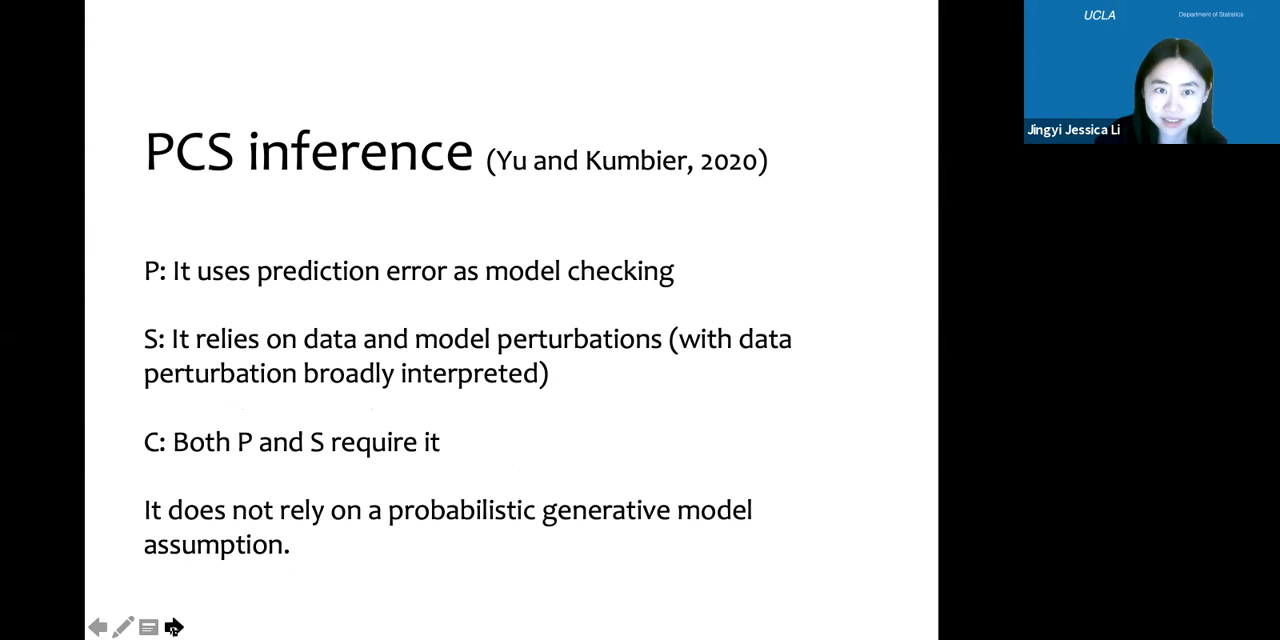 PCS inference (Yu and Kumbier, 2020)
P: It uses prediction error as model checking
S: It relies on data and model perturbations (with data
perturbation broadly interpreted)
C: Both P and S require it
It does not rely on a probabilistic generative model
assumption.
UCLA
Department of Statistics
Jingyi Jessica Li